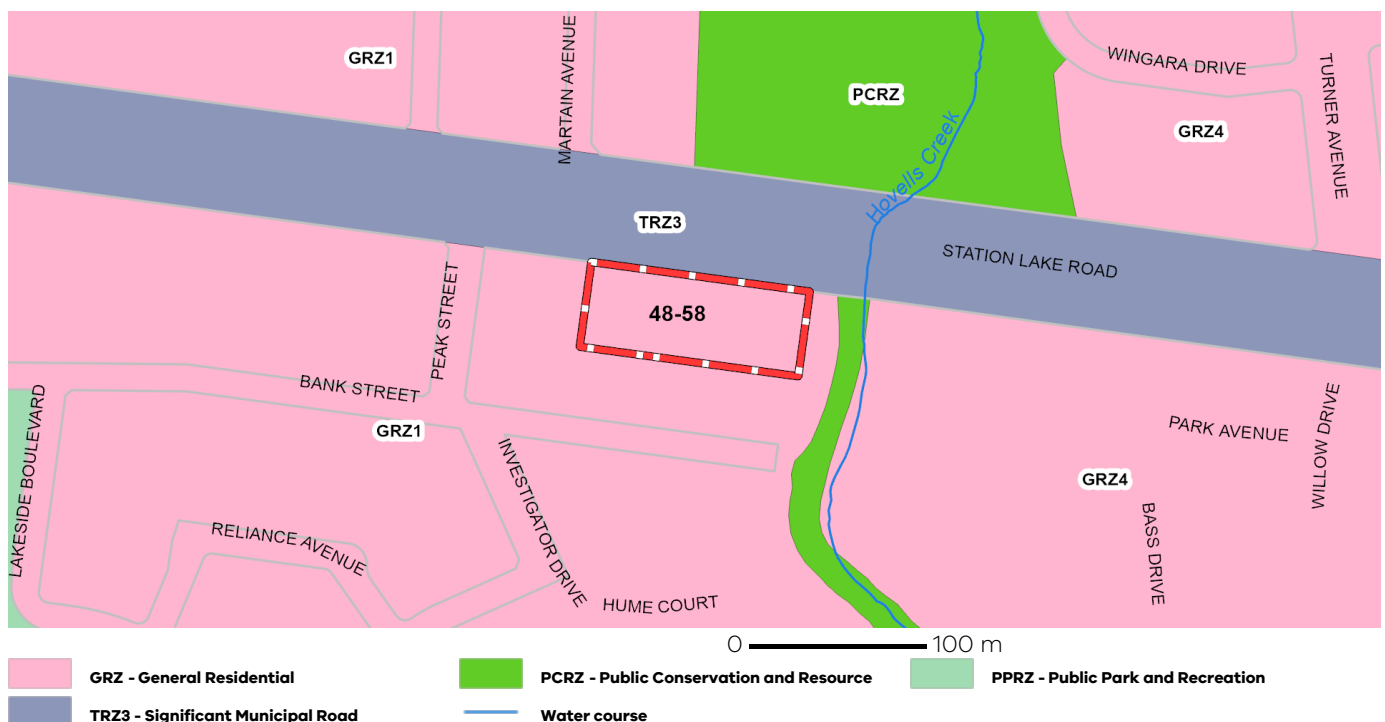 GRZ1
MARTAIN AVENUE
PCRZ
WINGARA DRIVE
TURNER AVENUE
GRZ4
Hovells Creek
TRZ3
STATION LAKE ROAD
48-58
PEAK STREET
BANK STREET
LAKESIDE BOULEVARD
GRZ1
INVESTIGATOR DRIVE
PARK AVENUE
WILLOW DRIVE
GRZ4
BASS DRIVE
RELIANCE AVENUE
HUME COURT
0 100 m
GRZ - General Residential
PCRZ - Public Conservation and Resource
PPRZ - Public Park and Recreation
TRZ3 - Significant Municipal Road
Water course